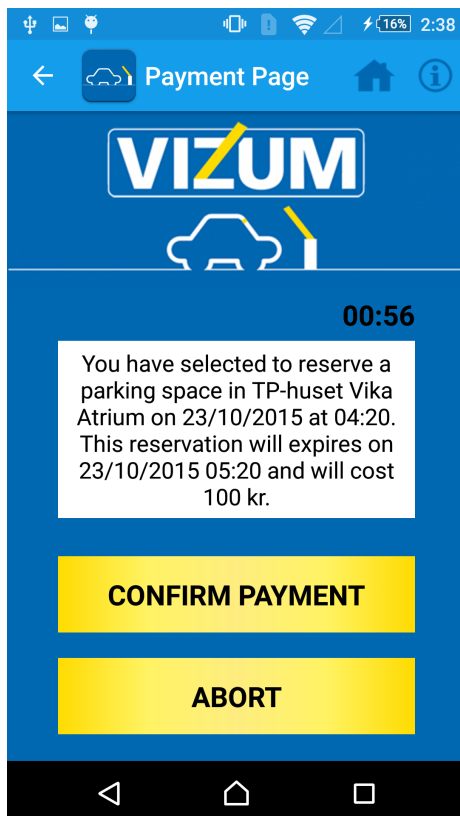 16% 2:38
Payment Page
VIZUM
00:56
You have selected to reserve a
parking space in TP-huset Vika
Atrium on 23/10/2015 at 04:20.
This reservation will expires on
23/10/2015 05:20 and will cost
100 kr.
CONFIRM PAYMENT
ABORT